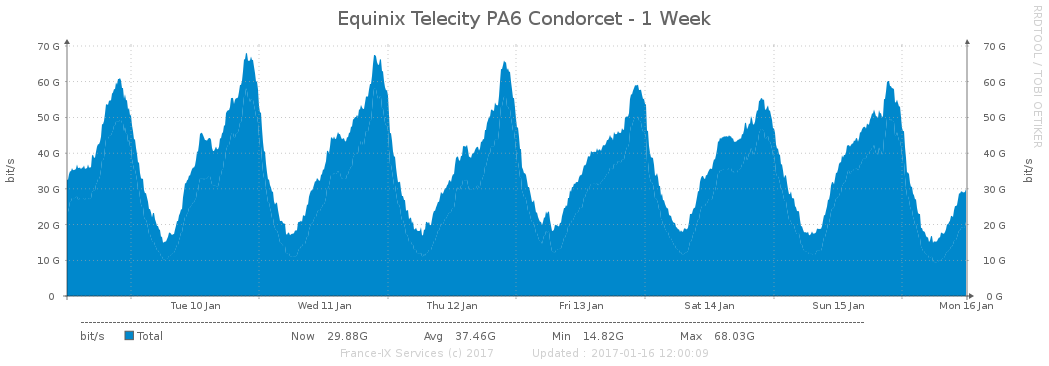 Equinix Telecity PA6 Condorcet - 1 Week
RRDTOOL / TOBI OETIKER
bit/s
bit/s
70 G 70 G
60 G 60 G
50 G 50 G
40 G 40 G
30 G 30 G
20 G 20 G
10 G 10 G
0 0 G
Tue 10 Jan Wed 11 Jan Thu 12 Jan Fri 13 Jan Sat 14 Jan Sun 15 Jan Mon 16 Jan
bit/s Total Now 29.88G Avg 37.46G Min 14.82G Max 68.03G
France-IX Services (c) 2017 Updated : 2017-01-16 12:00:09